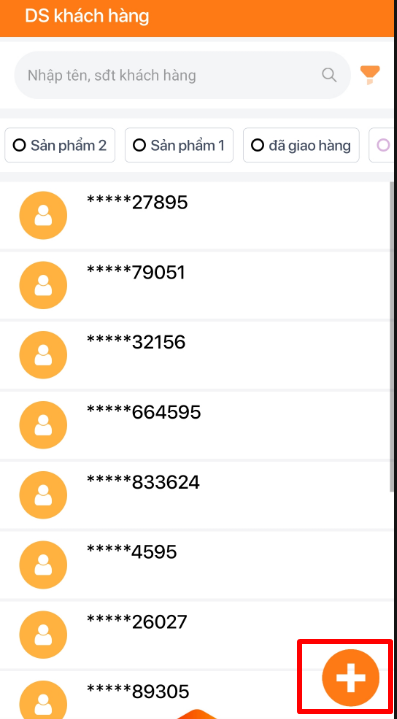 DS khách hàng
Nhập tên, sđt khách hàng
Sản phẩm 2 Sản phẩm 1 đã giao hàng
*****27895
*****79051
*****32156
*****664595
*****833624
*****4595
*****26027
*****89305